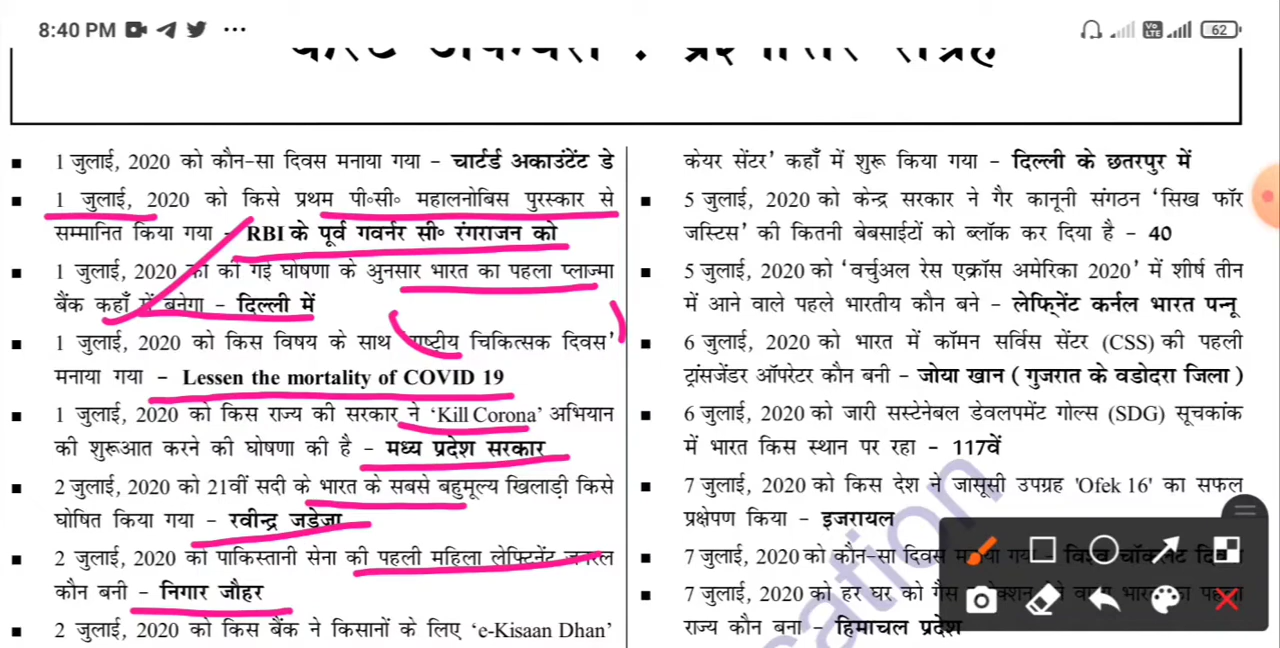 8:40 PM
62
1 जुलाई, 2020 को कौन-सा दिवस मनाया गया – चार्टर्ड अकाउंटेंट डे
1 जुलाई, 2020 को किसे प्रथम पी॰सी॰ महालनोबिस पुरस्कार से
सम्मानित किया गया - RBI के पूर्व गवर्नर सी॰ रंगराजन को
1 जुलाई, 2020 को की गई घोषणा के अुनसार भारत का पहला प्लाज्मा
बैंक कहाँ में बनेगा – दिल्ली में
1 जुलाई, 2020 को किस विषय के साथ 'राष्ट्रीय चिकित्सक दिवस'
मनाया गया – Lessen the mortality of COVID 19
1 जुलाई, 2020 को किस राज्य की सरकार ने 'Kill Corona' अभियान
की शुरूआत करने की घोषणा की है – मध्य प्रदेश सरकार
2 जुलाई, 2020 को 21वीं सदी के भारत के सबसे बहुमूल्य खिलाड़ी किसे
घोषित किया गया – रवीन्द्र जडेजा
2 जुलाई, 2020 को पाकिस्तानी सेना की पहली महिला लेफ्टिनेंट जनरल
कौन बनी – निगार जौहर
2 जुलाई, 2020 को किस बैंक ने किसानों के लिए 'e-Kisaan Dhan'
केयर सेंटर' कहाँ में शुरू किया गया – दिल्ली के छतरपुर में
5 जुलाई, 2020 को केन्द्र सरकार ने गैर कानूनी संगठन 'सिख फॉर
जस्टिस' की कितनी बेबसाईटों को ब्लॉक कर दिया है – 40
5 जुलाई, 2020 को 'वर्चुअल रेस एक्रॉस अमेरिका 2020' में शीर्ष तीन
में आने वाले पहले भारतीय कौन बने – लेफ्नेिंट कर्नल भारत पन्नू
6 जुलाई, 2020 को भारत में कॉमन सर्विस सेंटर (CSS) की पहली
ट्रांसजेंडर ऑपरेटर कौन बनी – जोया खान (गुजरात के वडोदरा जिला)
6 जुलाई, 2020 को जारी सस्टेनेबल डेवलपमेंट गोल्स (SDG) सूचकांक
में भारत किस स्थान पर रहा – 117वें
7 जुलाई, 2020 को किस देश ने जासूसी उपग्रह 'Ofek 16' का सफल
प्रक्षेपण किया – इजरायल
7 जुलाई, 2020 को कौन-सा दिवस मनाया गया – विश्व चॉकलेट
7 जुलाई, 2020 को हर घर को गैस भारत का पहला
राज्य कौन बना – हिमाचल प्रदेश